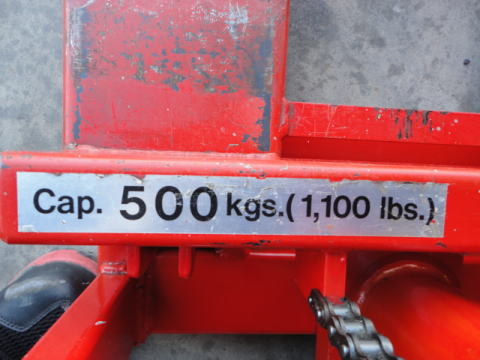 Cap. 500 kgs.(1,100 lbs.)